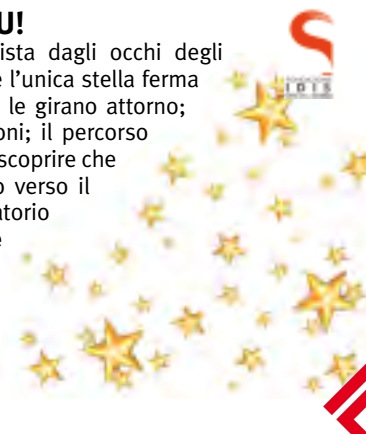 U!
ista dagli occhi degli
e l'unica stella ferma
le girano attorno;
oni; il percorso
scoprire che
o verso il
atorio
e
IDIS